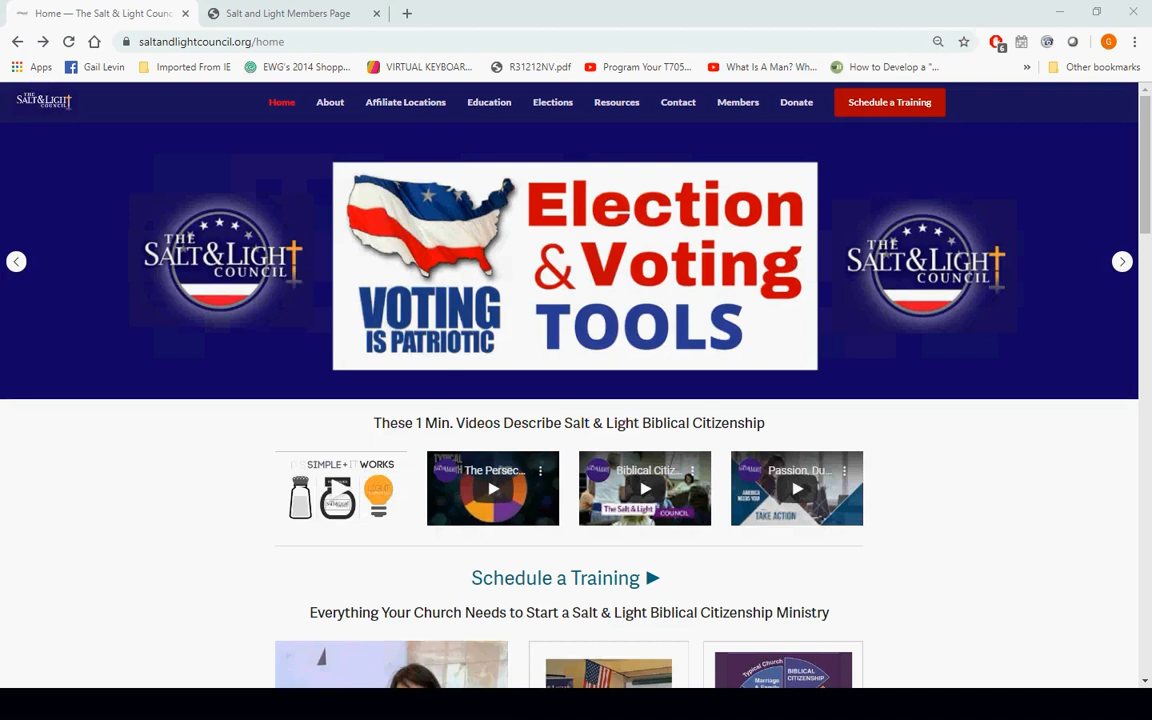 Home — The Salt & Light Counc
Salt and Light Members Page
saltandlightcouncil.org/home
6
G
Apps
Gail Levin
Imported From IE
EWG's 2014 Shopp...
VIRTUAL KEYBOAR...
R31212NV.pdf
Program Your T705...
What Is A Man? Wh...
How to Develop a "...
»
Other bookmarks
THE
SALT&LIGHT
COUNCIL
Home
About
Affiliate Locations
Education
Elections
Resources
Contact
Members
Donate
Schedule a Training
THE
SALT&LIGHT
COUNCIL
VOTING
IS PATRIOTIC
Election
& Voting
TOOLS
THE
SALT&LIGHT
COUNCIL
These 1 Min. Videos Describe Salt & Light Biblical Citizenship
IT'S SIMPLE + IT WORKS
The Persec...
Biblical Citiz...
The Salt & Light
COUNCIL
Passion. Du...
AMERICA
NEEDS YOU
TAKE ACTION
Schedule a Training ►
Everything Your Church Needs to Start a Salt & Light Biblical Citizenship Ministry
Typical Church
Marriage
& Family
BIBLICAL
CITIZENSHIP